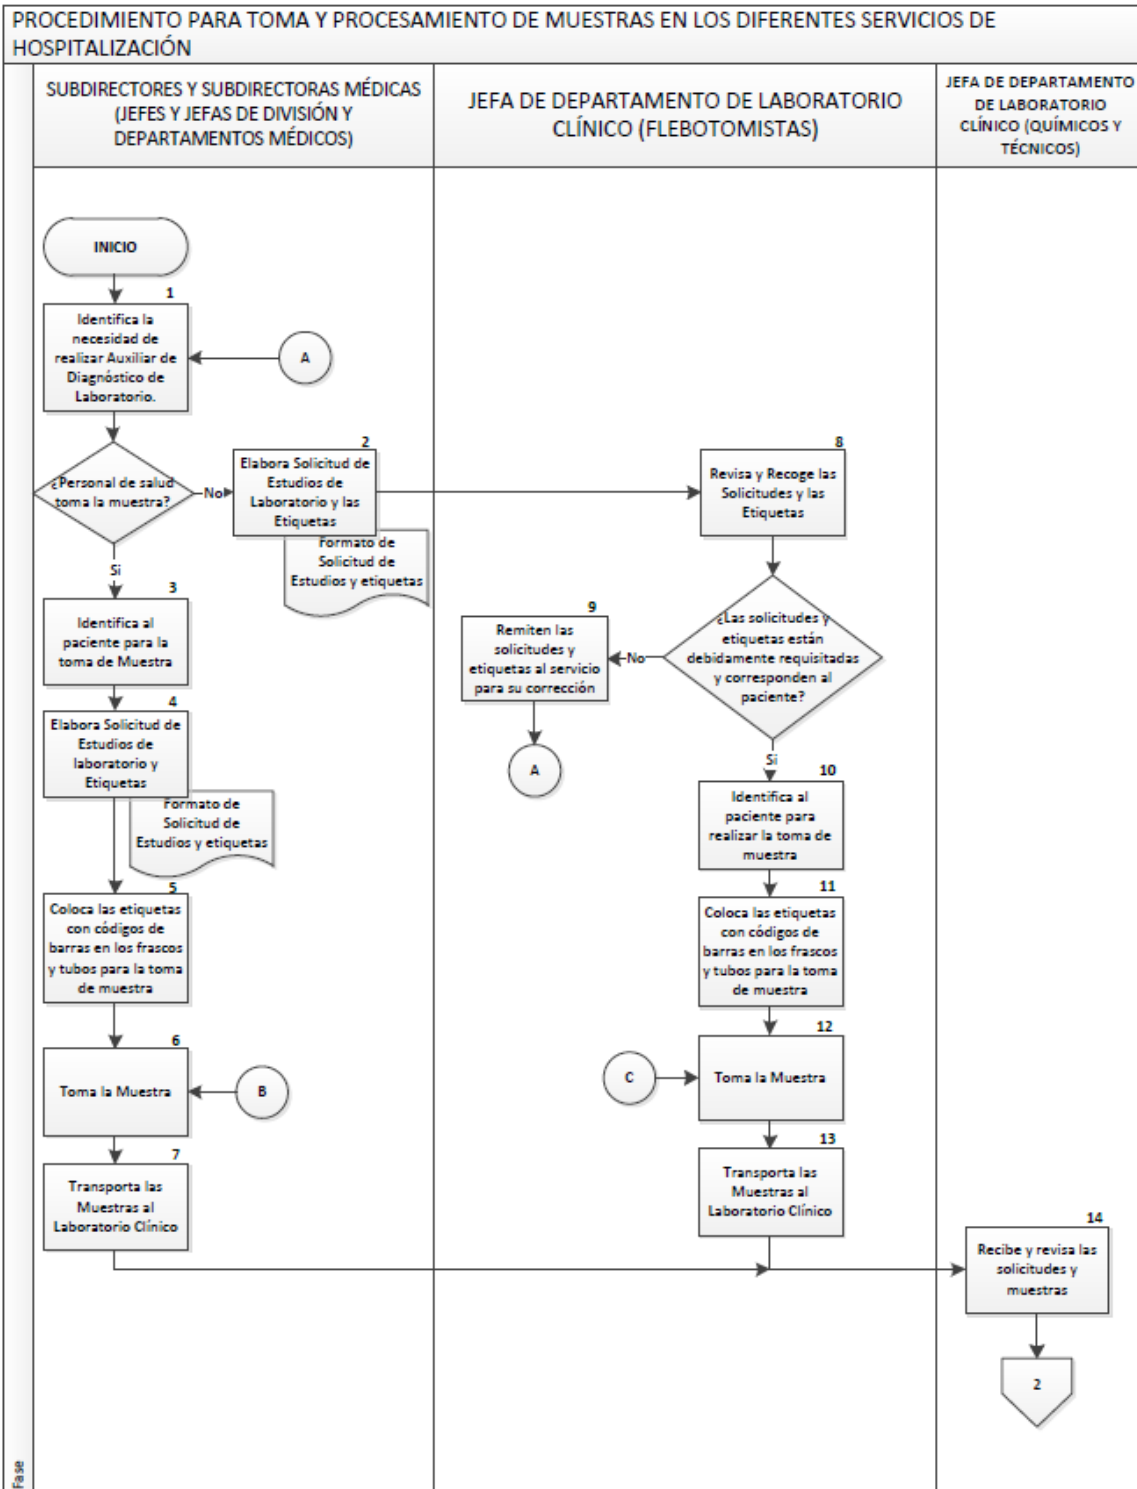 PROCEDIMIENTO PARA TOMA Y PROCESAMIENTO DE MUESTRAS EN LOS DIFERENTES SERVICIOS DE
HOSPITALIZACIÓN
SUBDIRECTORES Y SUBDIRECTORAS MÉDICAS
(JEFES Y JEFAS DE DIVISIÓN Y
DEPARTAMENTOS MÉDICOS)
JEFA DE DEPARTAMENTO DE LABORATORIO
CLÍNICO (FLEBOTOMISTAS)
JEFA DE DEPARTAMENTO
DE LABORATORIO
CLÍNICO (QUÍMICOS Y
TÉCNICOS)
INICIO
1
Identifica la
necesidad de
realizar Auxiliar de
Diagnóstico de
Laboratorio.
A
¿Personal de salud
toma la muestra?
No
Si
2
Elabora Solicitud de
Estudios de
Laboratorio y las
Etiquetas
Formato de
Solicitud de
Estudios y etiquetas
3
Identifica al
paciente para la
toma de Muestra
4
Elabora Solicitud de
Estudios de
laboratorio y
Etiquetas
Formato de
Solicitud de
Estudios y etiquetas
5
Coloca las etiquetas
con códigos de
barras en los frascos
y tubos para la toma
de muestra
6
Toma la Muestra
B
7
Transporta las
Muestras al
Laboratorio Clínico
8
Revisa y Recoge las
Solicitudes y las
Etiquetas
¿Las solicitudes y
etiquetas están
debidamente requisitadas
y corresponden al
paciente?
No
Si
9
Remiten las
solicitudes y
etiquetas al servicio
para su corrección
A
10
Identifica al
paciente para
realizar la toma de
muestra
11
Coloca las etiquetas
con códigos de
barras en los frascos
y tubos para la toma
de muestra
12
Toma la Muestra
C
13
Transporta las
Muestras al
Laboratorio Clínico
14
Recibe y revisa las
solicitudes y
muestras
2
Fase